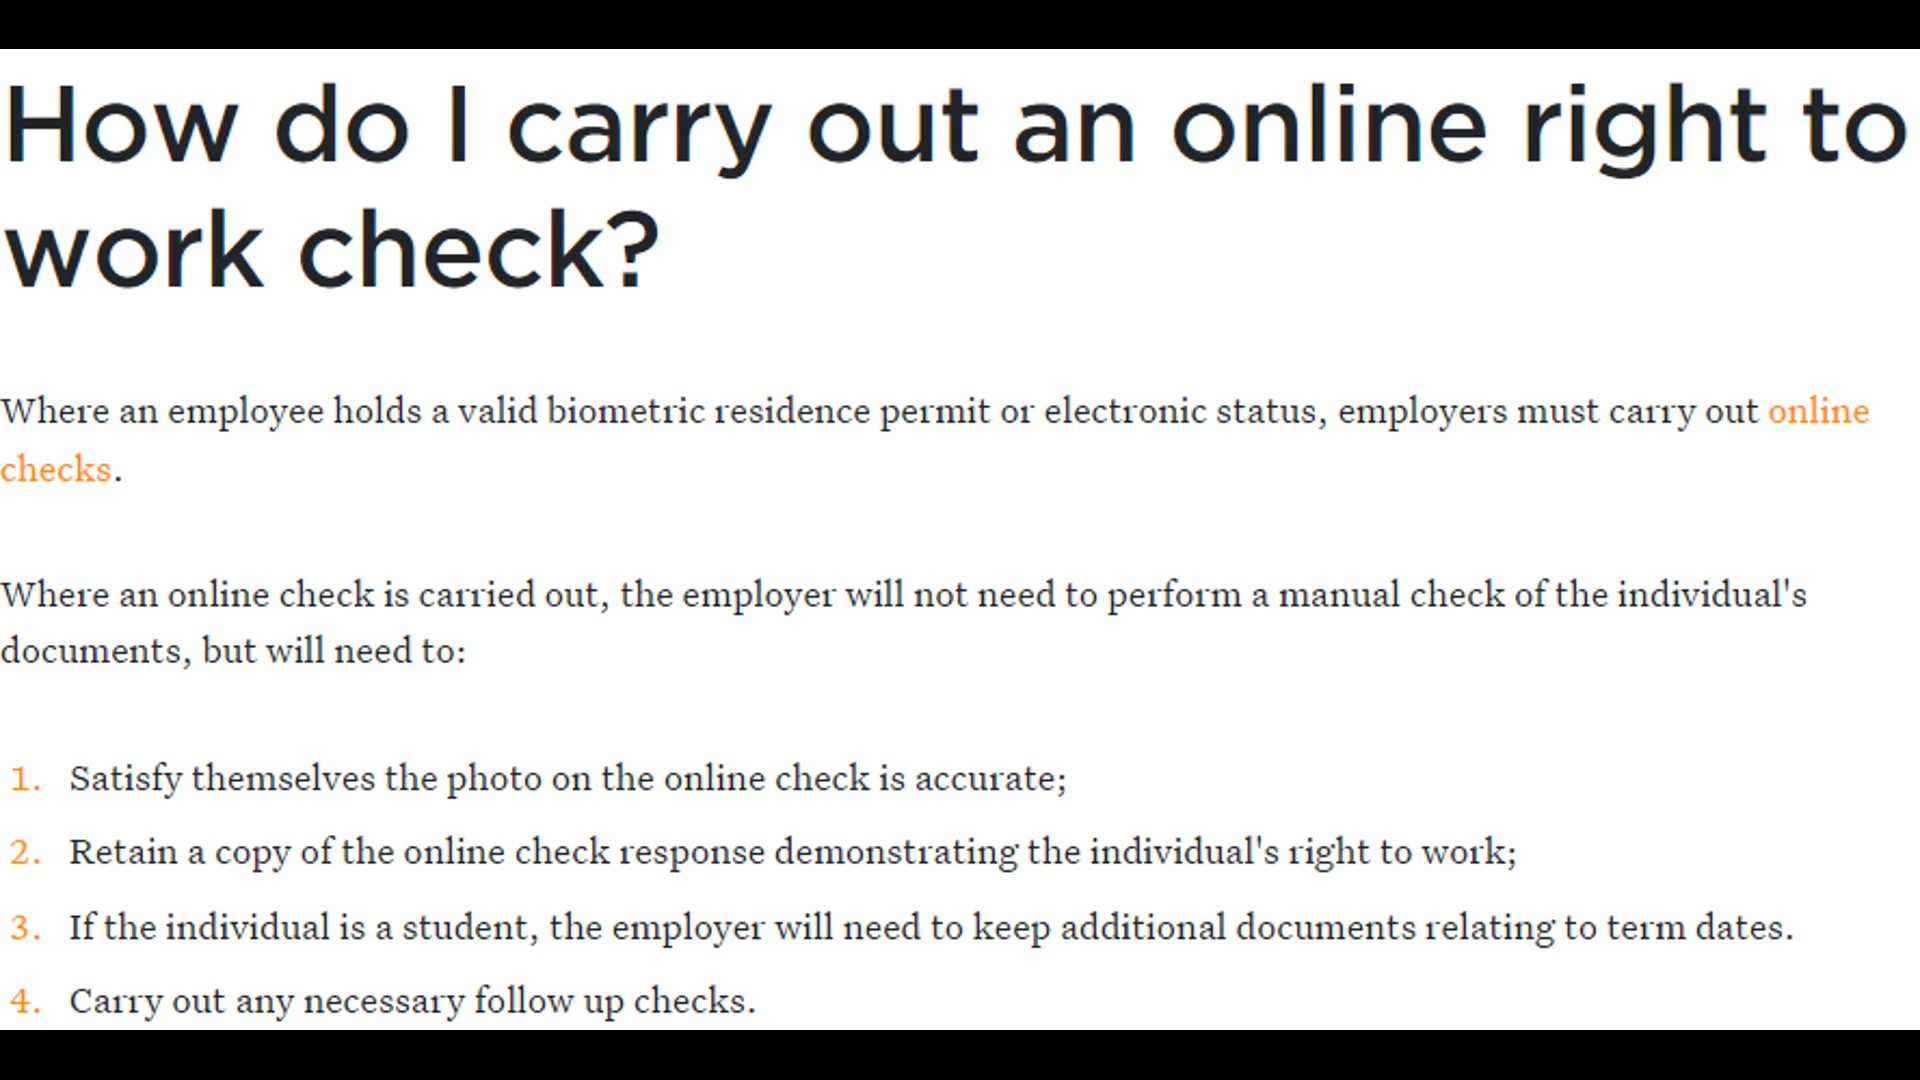 How do I carry out an online right to
work check?
Where an employee holds a valid biometric residence permit or electronic status, employers must carry out online
checks.
Where an online check is carried out, the employer will not need to perform a manual check of the individual's
documents, but will need to:
1. Satisfy themselves the photo on the online check is accurate;
2. Retain a copy of the online check response demonstrating the individual's right to work;
3. If the individual is a student, the employer will need to keep additional documents relating to term dates.
4. Carry out any necessary follow up checks.